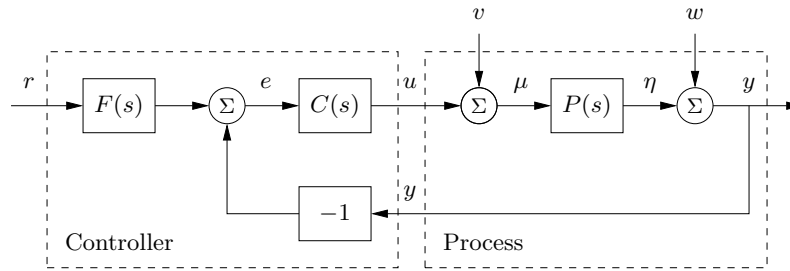 v w
r F(s) Σ e C(s) u Σ μ P(s) η Σ y
−1 y
Controller Process